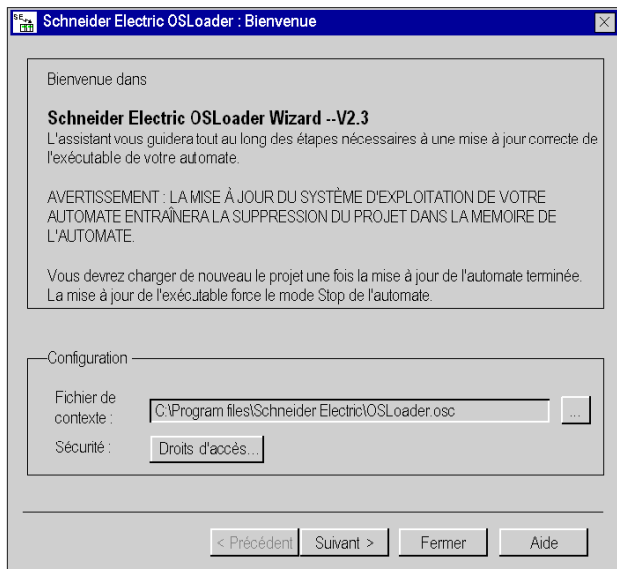 Schneider Electric OSLoader : Bienvenue
Bienvenue dans
Schneider Electric OSLoader Wizard --V2.3
L'assistant vous guidera tout au long des étapes nécessaires à une mise à jour correcte de
l'exécutable de votre automate.
AVERTISSEMENT : LA MISE À JOUR DU SYSTÈME D'EXPLOITATION DE VOTRE
AUTOMATE ENTRAÎNERA LA SUPPRESSION DU PROJET DANS LA MEMOIRE DE
L'AUTOMATE.
Vous devrez charger de nouveau le projet une fois la mise à jour de l'automate terminée.
La mise à jour de l'exécutable force le mode Stop de l'automate.
Configuration
Fichier de
contexte :
C:\Program files\Schneider Electric\OSLoader.osc
...
Sécurité :
Droits d'accès...
< Précédent
Suivant >
Fermer
Aide